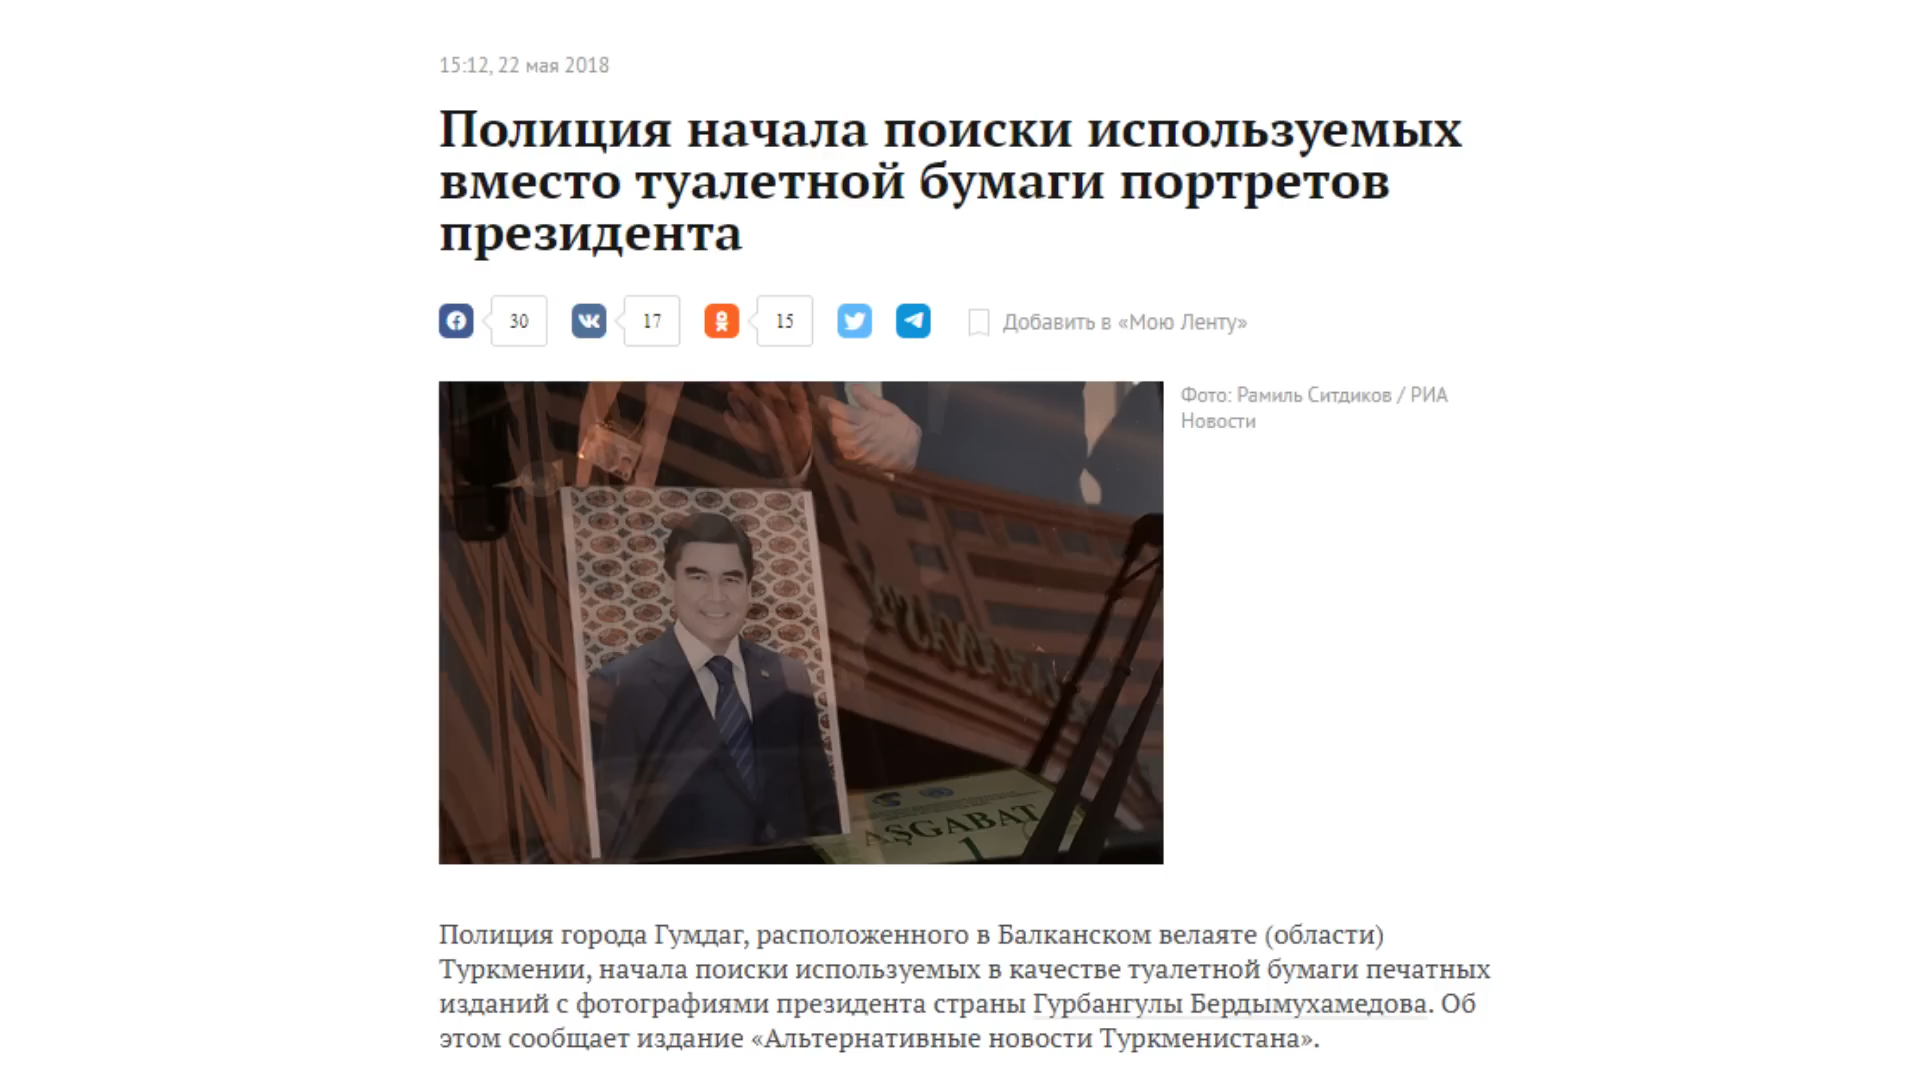 15:12, 22 мая 2018
Полиция начала поиски используемых
вместо туалетной бумаги портретов
президента
30
17
15
Добавить в «Мою Ленту»
Фото: Рамиль Ситдиков / РИА
Новости
AŞGABAT
1
Полиция города Гумдаг, расположенного в Балканском велаяте (области)
Туркмении, начала поиски используемых в качестве туалетной бумаги печатных
изданий с фотографиями президента страны Гурбангулы Бердымухамедова. Об
этом сообщает издание «Альтернативные новости Туркменистана».